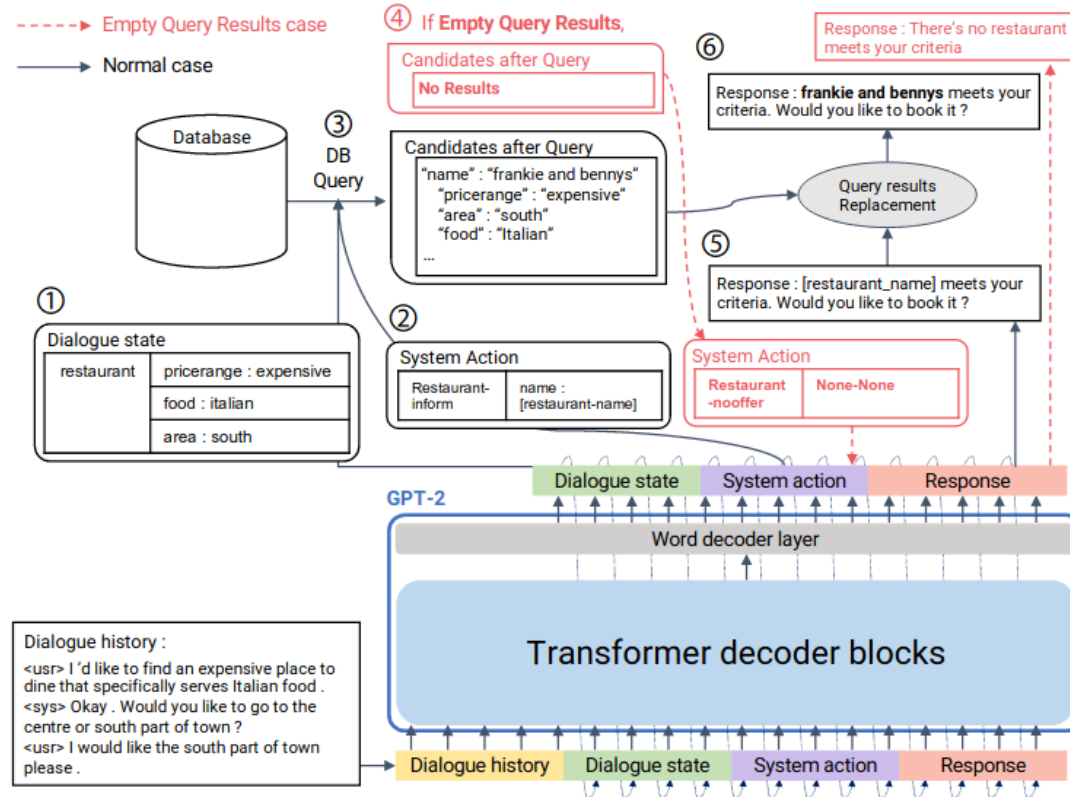 Empty Query Results case
Normal case
④ If Empty Query Results,
Candidates after Query
No Results
⑥
Response : There's no restaurant
meets your criteria
Response : frankie and bennys meets your
criteria. Would you like to book it ?
Database
③
DB
Query
Candidates after Query
“name” : “frankie and bennys”
“pricerange” : “expensive”
“area” : “south”
“food” : “Italian”
...
Query results
Replacement
⑤
Response : [restaurant_name] meets your
criteria. Would you like to book it ?
①
Dialogue state
restaurant
pricerange : expensive
food : italian
area : south
②
System Action
Restaurant-
inform
name :
[restaurant-name]
System Action
Restaurant
-nooffer
None-None
Dialogue state
System action
Response
GPT-2
Word decoder layer
Transformer decoder blocks
Dialogue history :
<usr> I 'd like to find an expensive place to
dine that specifically serves Italian food .
<sys> Okay . Would you like to go to the
centre or south part of town ?
<usr> I would like the south part of town
please .
Dialogue history
Dialogue state
System action
Response